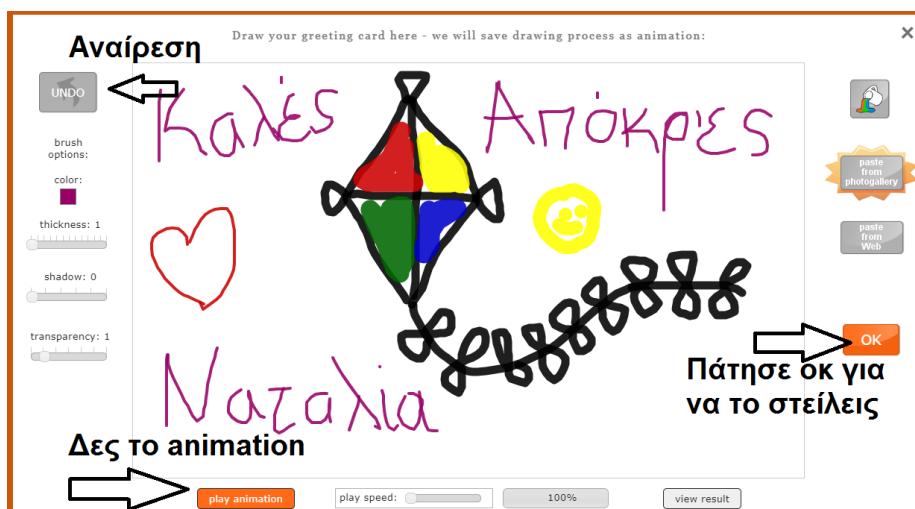 Draw your greeting card here - we will save drawing process as animation:
Αναίρεση
UNDO
brush
options:
color:
thickness: 1
shadow: 0
transparency: 1
Καλές Απόκριες
Ναταλία
paste
from
photogallery
paste
from
Web
OK
Πάτησε οκ για
να το στείλεις
Δες το animation
play animation
play speed:
100%
view result